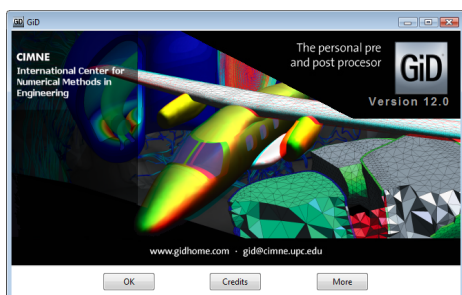 GiD
CIMNE
International Center for
Numerical Methods in
Engineering
The personal pre
and post procesor
GiD
Version 12.0
www.gidhome.com · gid@cimne.upc.edu
OK
Credits
More